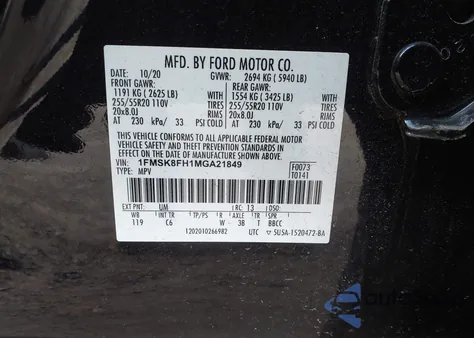 MFD. BY FORD MOTOR CO.
DATE: 10/20 GVWR: 2694 KG ( 5940 LB)
FRONT GAWR: REAR GAWR:
1191 KG ( 2625 LB) 1554 KG ( 3425 LB)
255/55R20 110V TIRES 255/55R20 110V TIRES
20x8.0J RIMS 20x8.0J RIMS
AT 230 kPa/ 33 PSI COLD AT 230 kPa/ 33 PSI COLD
THIS VEHICLE CONFORMS TO ALL APPLICABLE FEDERAL MOTOR
VEHICLE SAFETY AND THEFT PREVENTION STANDARDS
IN EFFECT ON THE DATE OF MANUFACTURE SHOWN ABOVE.
VIN: 1FMSK8FH1MGA21849 F0073
TYPE: MPV T0141
EXT PNT: UM RC: 13 DSO:
WB INT TR TP/PS R AXLE TR SPR
119 C6 W 3B T BBCC
1202010266982 UTC 5USA-1520472-BA